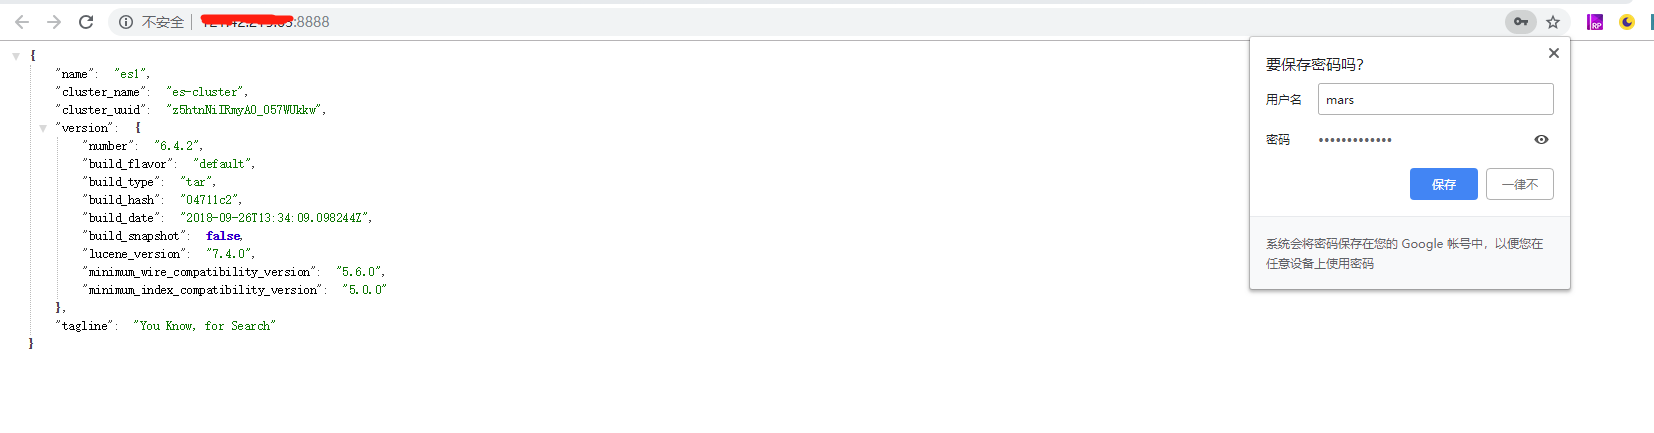 不安全 | :8888
{
"name": "es1",
"cluster_name": "es-cluster",
"cluster_uuid": "z5htnNiIRmyAO_057WUkkw",
"version": {
"number": "6.4.2",
"build_flavor": "default",
"build_type": "tar",
"build_hash": "04711c2",
"build_date": "2018-09-26T13:34:09.098244Z",
"build_snapshot": false,
"lucene_version": "7.4.0",
"minimum_wire_compatibility_version": "5.6.0",
"minimum_index_compatibility_version": "5.0.0"
},
"tagline": "You Know, for Search"
}
RP
要保存密码吗?
用户名 mars
密码 •••••••••••••
保存 一律不
系统会将密码保存在您的 Google 帐号中，以便您在
任意设备上使用密码